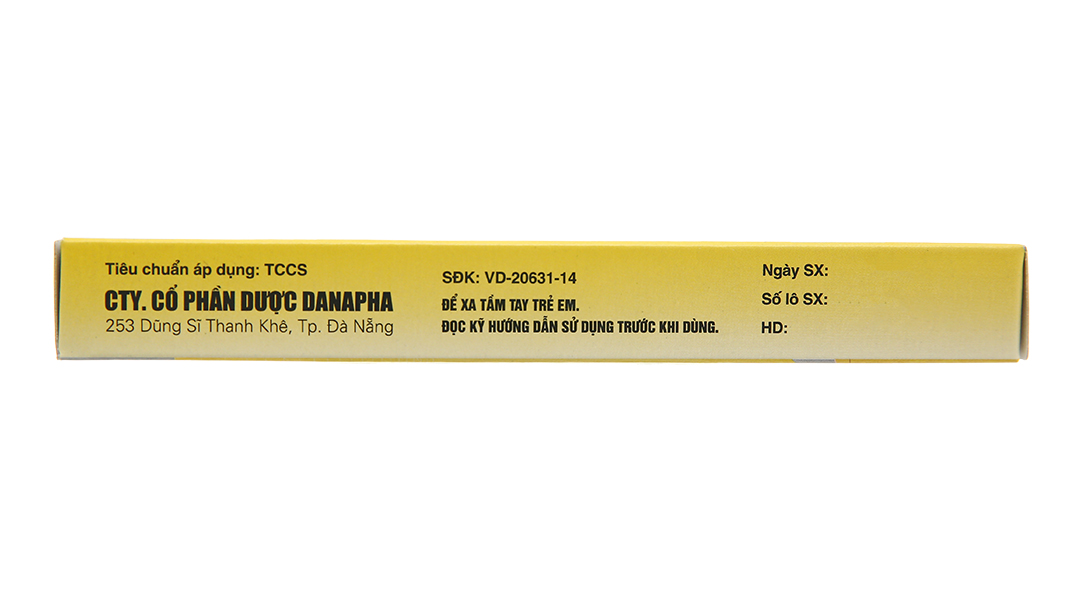 Tiêu chuẩn áp dụng: TCCS
CTY. CỔ PHẦN DƯỢC DANAPHA
253 Dũng Sĩ Thanh Khê, Tp. Đà Nẵng
SĐK: VD-20631-14
ĐỂ XA TẦM TAY TRẺ EM.
ĐỌC KỸ HƯỚNG DẪN SỬ DỤNG TRƯỚC KHI DÙNG.
Ngày SX:
Số lô SX:
HD: